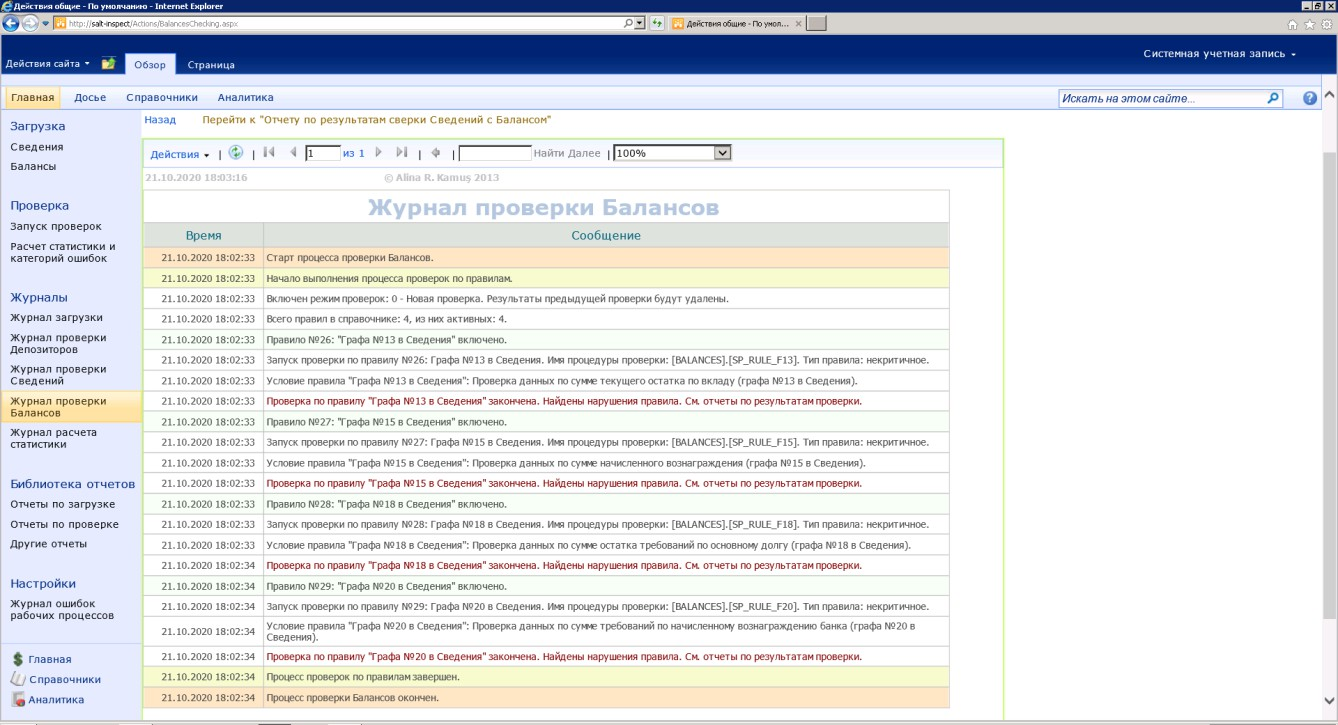 Действия общие - По умолчанию - Internet Explorer
http://salt-inspect/Actions/BalancesChecking.aspx
Действия общие - По умол...
Действия сайта
Обзор
Страница
Системная учетная запись
Главная Досье Справочники Аналитика
Искать на этом сайте...
Загрузка
Сведения
Балансы
Проверка
Запуск проверок
Расчет статистики и
категорий ошибок
Журналы
Журнал загрузки
Журнал проверки
Депозиторов
Журнал проверки
Сведений
Журнал проверки
Балансов
Журнал расчета
статистики
Библиотека отчетов
Отчеты по загрузке
Отчеты по проверке
Другие отчеты
Настройки
Журнал ошибок
рабочих процессов
Главная
Справочники
Аналитика
Назад Перейти к "Отчету по результатам сверки Сведений с Балансом"
Действия | | 1 из 1 | | Найти Далее | 100%
21.10.2020 18:03:16 © Alina R. Kamuş 2013
Журнал проверки Балансов
Время Сообщение
21.10.2020 18:02:33 Старт процесса проверки Балансов.
21.10.2020 18:02:33 Начало выполнения процесса проверок по правилам.
21.10.2020 18:02:33 Включен режим проверок: 0 - Новая проверка. Результаты предыдущей проверки будут удалены.
21.10.2020 18:02:33 Всего правил в справочнике: 4, из них активных: 4.
21.10.2020 18:02:33 Правило №26: "Графа №13 в Сведения" включено.
21.10.2020 18:02:33 Запуск проверки по правилу №26: Графа №13 в Сведения. Имя процедуры проверки: [BALANCES].[SP_RULE_F13]. Тип правила: некритичное.
21.10.2020 18:02:33 Условие правила "Графа №13 в Сведения": Проверка данных по сумме текущего остатка по вкладу (графа №13 в Сведения).
21.10.2020 18:02:33 Проверка по правилу "Графа №13 в Сведения" закончена. Найдены нарушения правила. См. отчеты по результатам проверки.
21.10.2020 18:02:33 Правило №27: "Графа №15 в Сведения" включено.
21.10.2020 18:02:33 Запуск проверки по правилу №27: Графа №15 в Сведения. Имя процедуры проверки: [BALANCES].[SP_RULE_F15]. Тип правила: некритичное.
21.10.2020 18:02:33 Условие правила "Графа №15 в Сведения": Проверка данных по сумме начисленного вознаграждения (графа №15 в Сведения).
21.10.2020 18:02:33 Проверка по правилу "Графа №15 в Сведения" закончена. Найдены нарушения правила. См. отчеты по результатам проверки.
21.10.2020 18:02:33 Правило №28: "Графа №18 в Сведения" включено.
21.10.2020 18:02:33 Запуск проверки по правилу №28: Графа №18 в Сведения. Имя процедуры проверки: [BALANCES].[SP_RULE_F18]. Тип правила: некритичное.
21.10.2020 18:02:33 Условие правила "Графа №18 в Сведения": Проверка данных по сумме остатка требований по основному долгу (графа №18 в Сведения).
21.10.2020 18:02:34 Проверка по правилу "Графа №18 в Сведения" закончена. Найдены нарушения правила. См. отчеты по результатам проверки.
21.10.2020 18:02:34 Правило №29: "Графа №20 в Сведения" включено.
21.10.2020 18:02:34 Запуск проверки по правилу №29: Графа №20 в Сведения. Имя процедуры проверки: [BALANCES].[SP_RULE_F20]. Тип правила: некритичное.
21.10.2020 18:02:34 Условие правила "Графа №20 в Сведения": Проверка данных по сумме требований по начисленному вознаграждению банка (графа №20 в
Сведения).
21.10.2020 18:02:34 Проверка по правилу "Графа №20 в Сведения" закончена. Найдены нарушения правила. См. отчеты по результатам проверки.
21.10.2020 18:02:34 Процесс проверок по правилам завершен.
21.10.2020 18:02:34 Процесс проверки Балансов окончен.